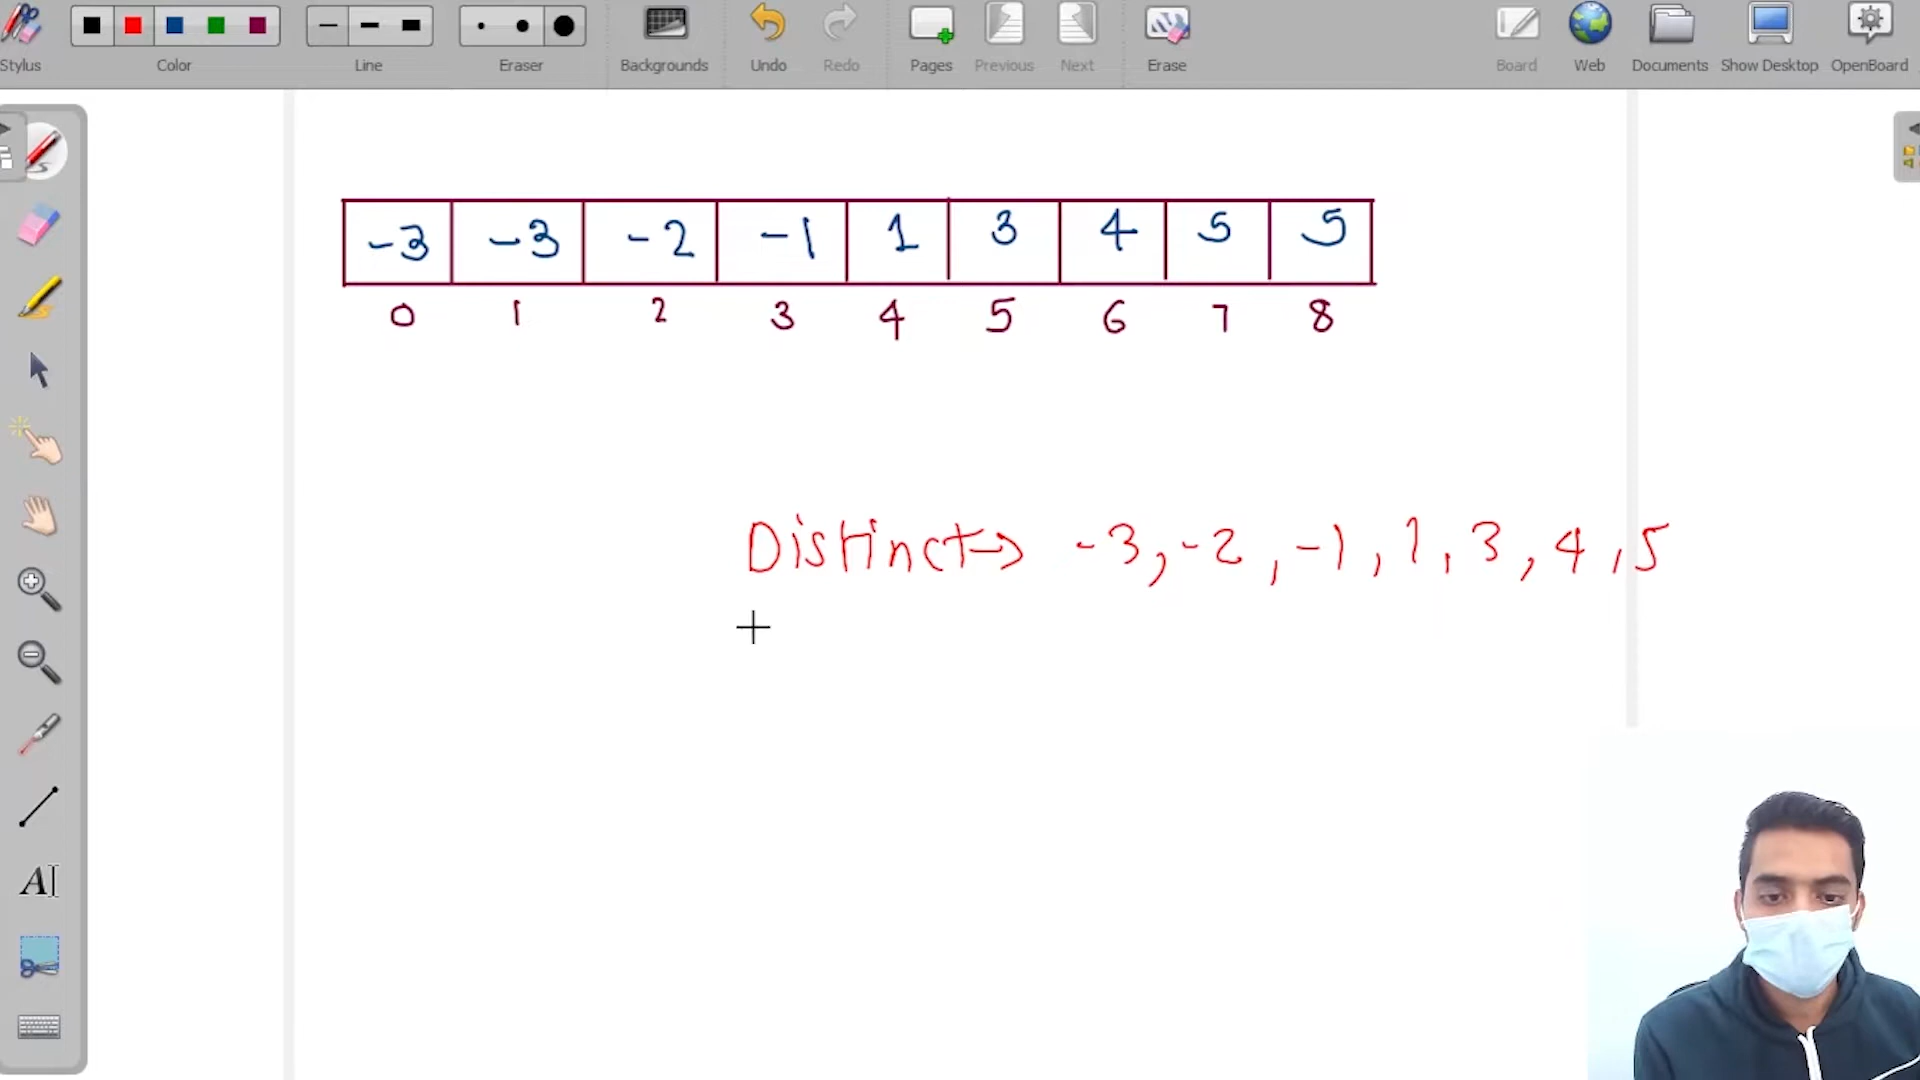 Stylus Color Line Eraser Backgrounds Undo Redo Pages Previous Next Erase Board Web Documents Show Desktop OpenBoard
-3 -3 -2 -1 1 3 4 5 5
0 1 2 3 4 5 6 7 8
Distinct→ -3, -2, -1, 1, 3, 4, 5
AI